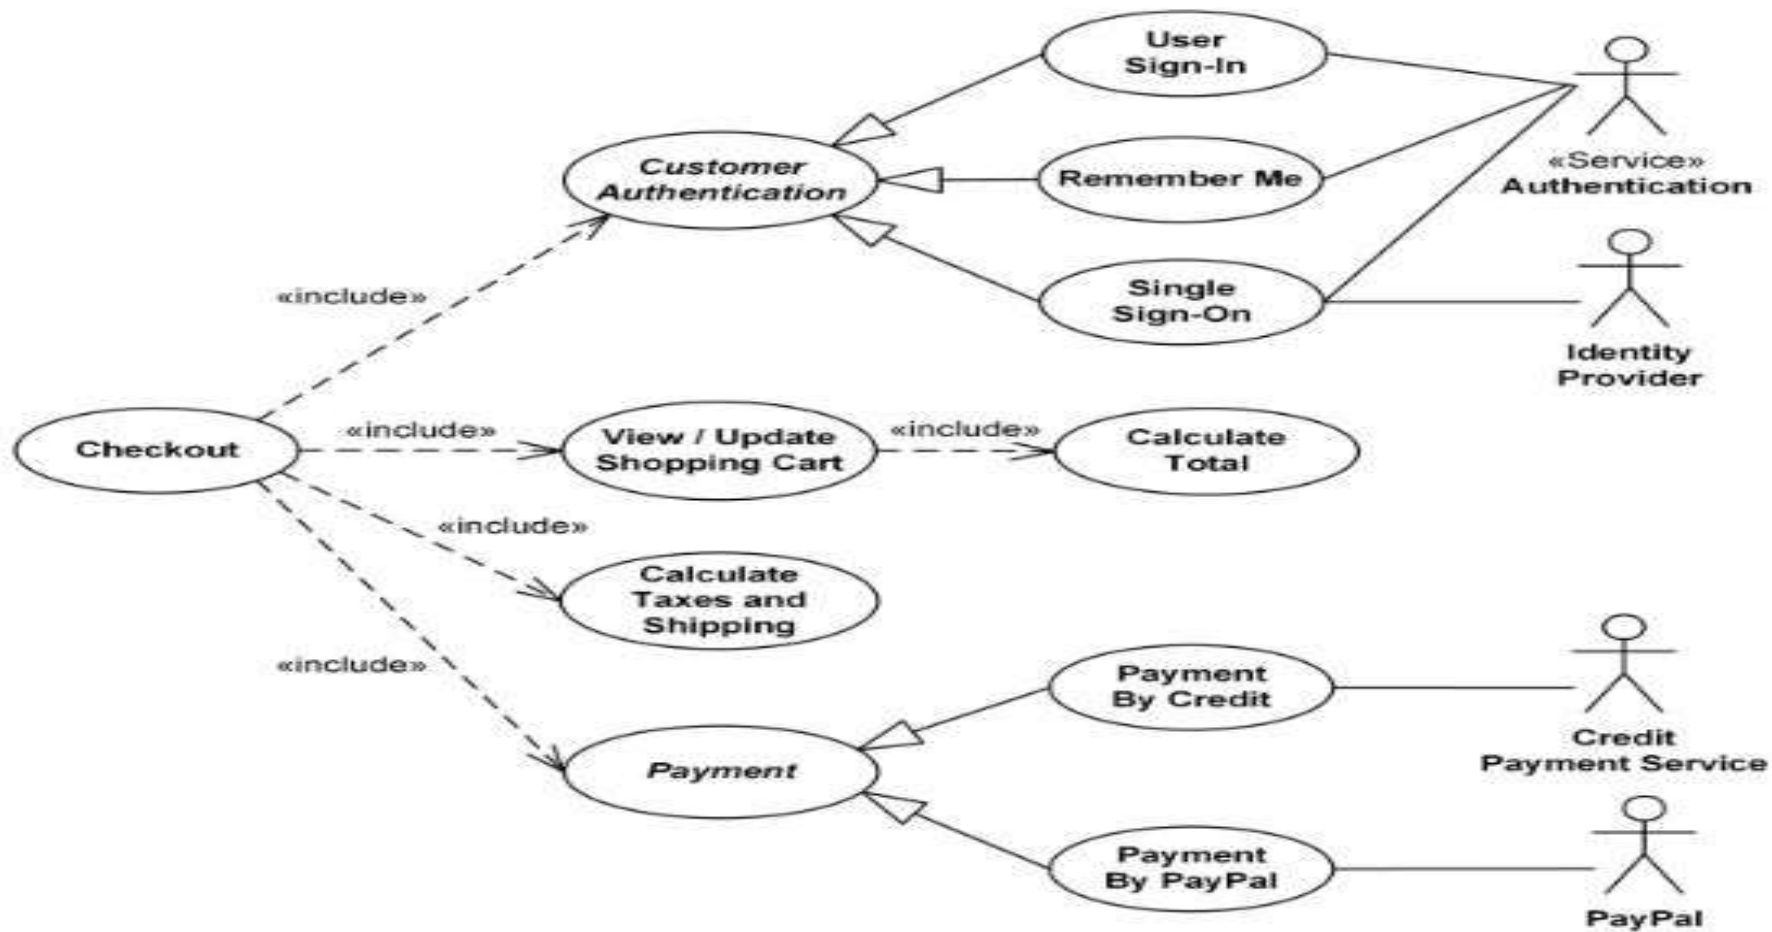 User
Sign-In
«Service»
Authentication
Customer
Authentication
Remember Me
«include»
Single
Sign-On
Identity
Provider
Checkout
«include»
View / Update
Shopping Cart
«include»
Calculate
Total
«include»
Calculate
Taxes and
Shipping
«include»
Payment
By Credit
Credit
Payment Service
Payment
Payment
By PayPal
PayPal